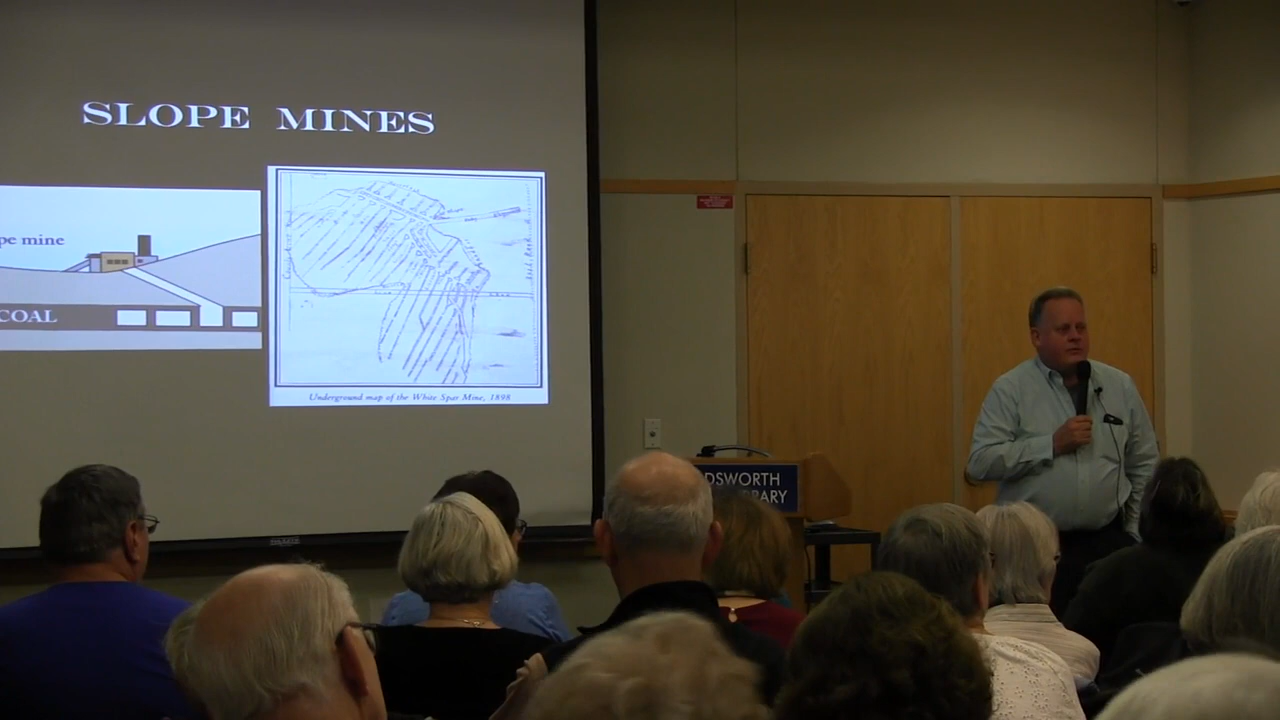 SLOPE MINES
pe mine
COAL
Underground map of the White Spar Mine, 1898
DSWORTH
RARY